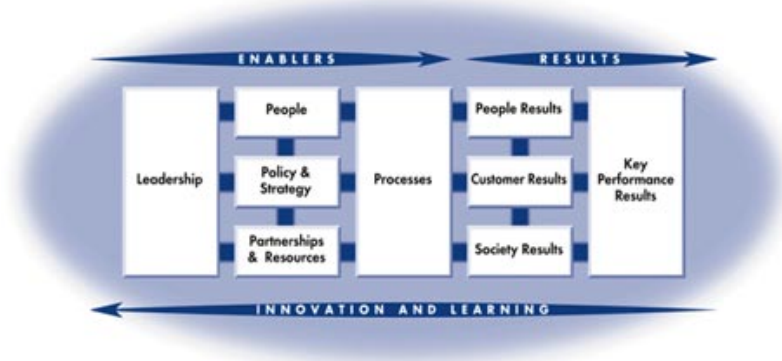 ENABLERS
RESULTS
Leadership
People
Policy &
Strategy
Partnerships
& Resources
Processes
People Results
Customer Results
Society Results
Key
Performance
Results
INNOVATION AND LEARNING